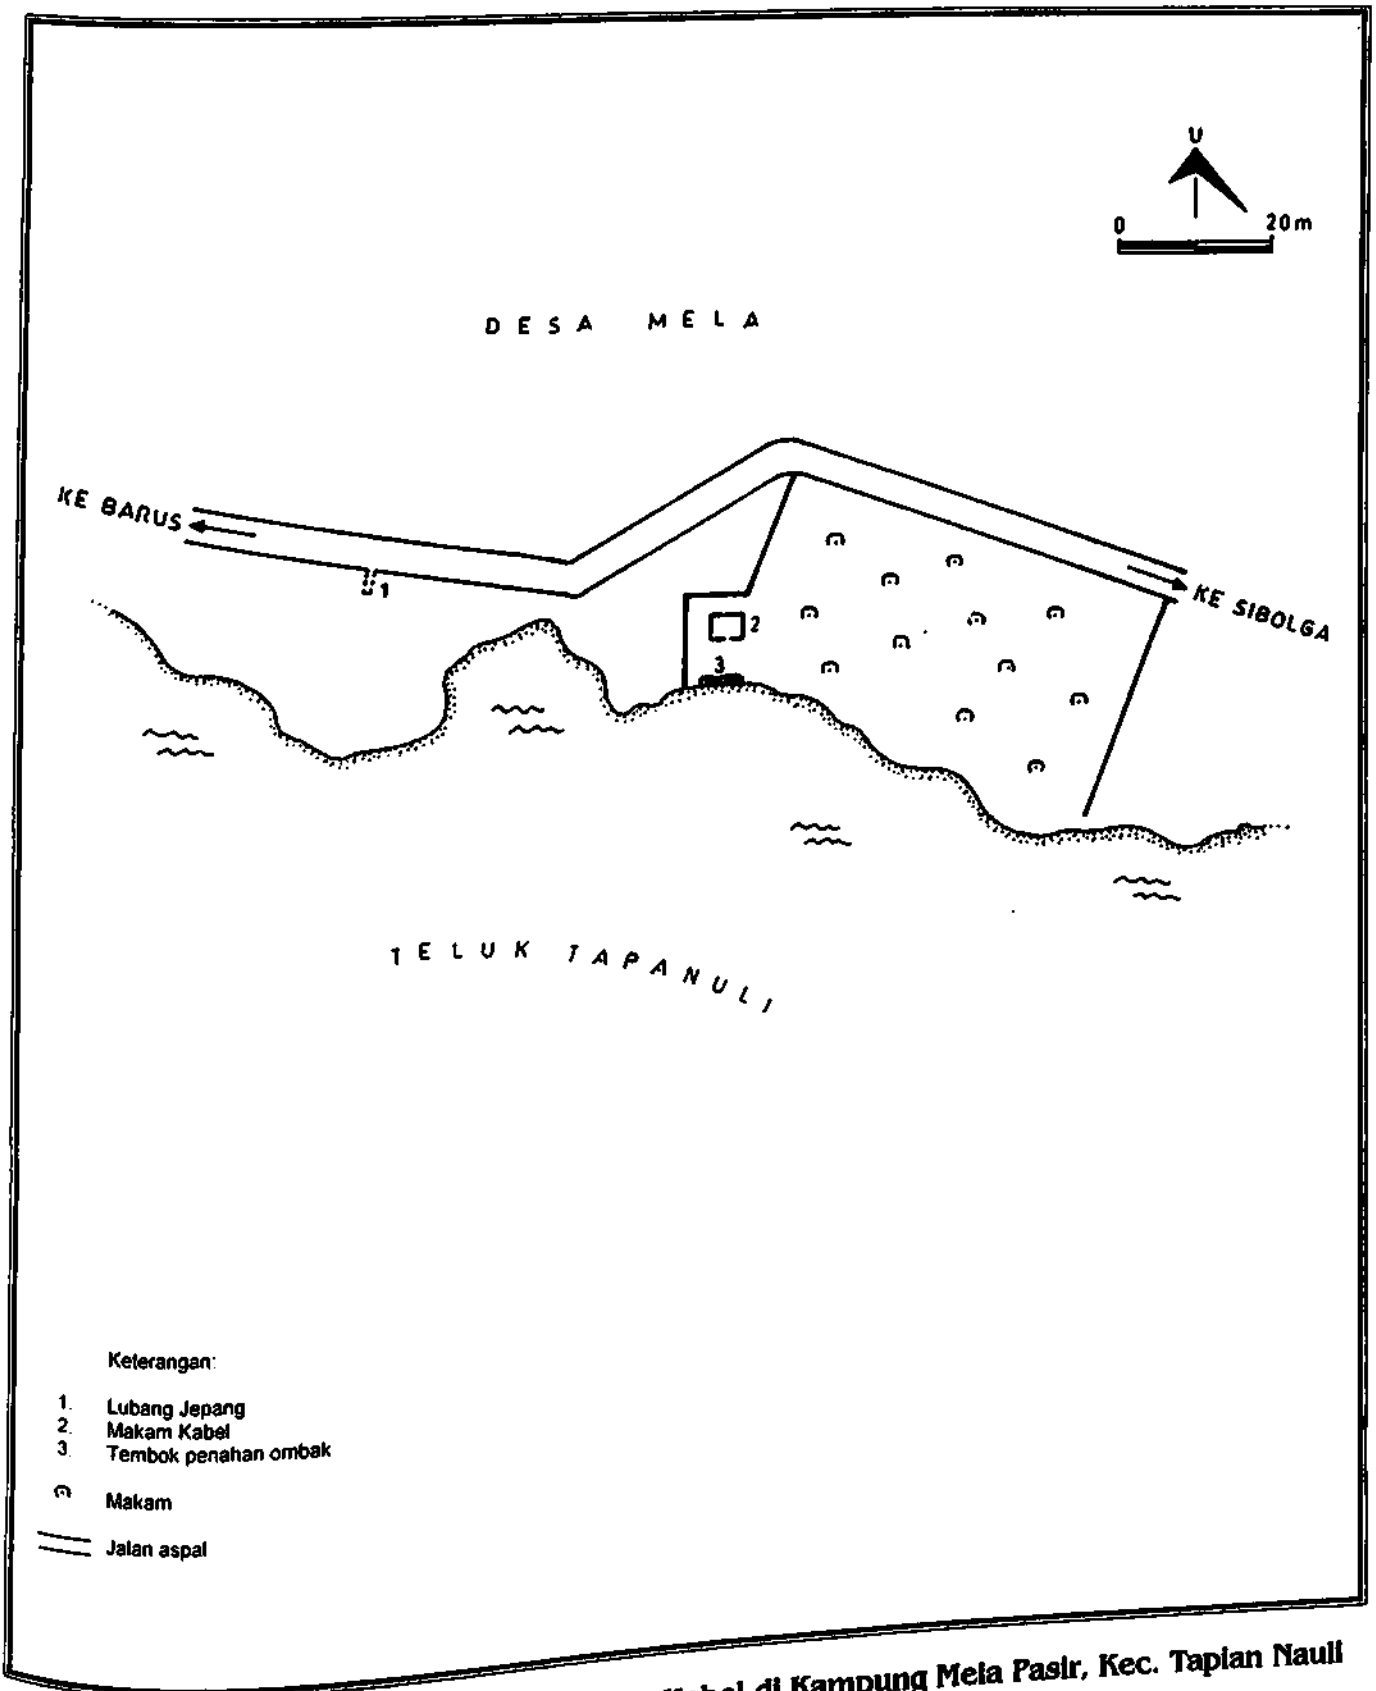 U
0 20m
DESA MELA
KE BARUS
KE SIBOLGA
1
2
3
TELUK TAPANULI
Keterangan:
1. Lubang Jepang
2. Makam Kabel
3. Tembok penahan ombak
Makam
Jalan aspal
di Kampung Mela Pasir, Kec. Tapian Nauli